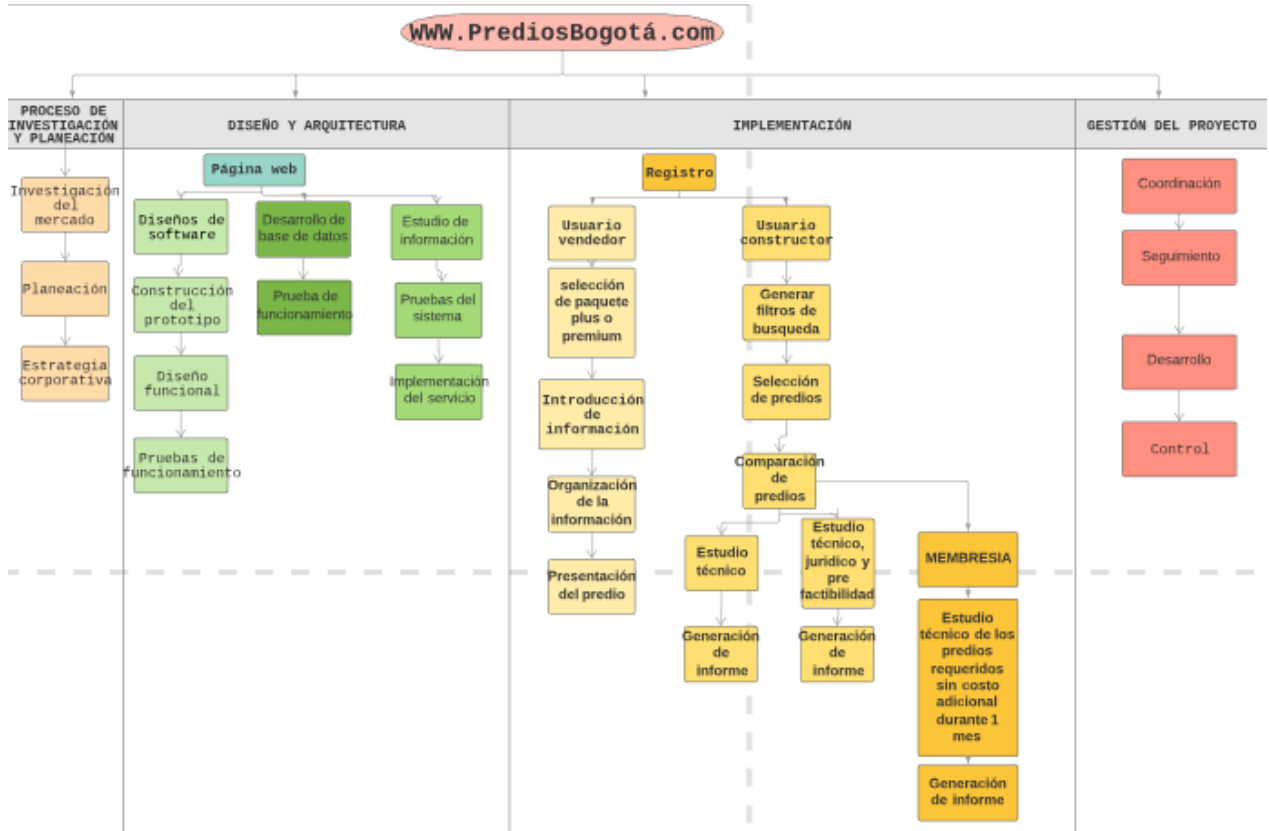 WWW.PrediosBogotá.com
PROCESO DE
INVESTIGACIÓN
Y PLANEACIÓN
DISEÑO Y ARQUITECTURA
IMPLEMENTACIÓN
GESTIÓN DEL PROYECTO
Investigación
del
mercado
Planeación
Estrategia
corporativa
Página web
Diseños de
software
Construcción
del
prototipo
Diseño
funcional
Pruebas de
funcionamiento
Desarrollo de
base de datos
Prueba de
funcionamiento
Estudio de
información
Pruebas del
sistema
Implementación
del servicio
Registro
Usuario
vendedor
selección
de paquete
plus o
premium
Introducción
de
información
Organización
de la
información
Presentación
del predio
Usuario
constructor
Generar
filtros de
busqueda
Selección
de predios
Comparación
de
predios
Estudio
técnico
Generación
de
informe
Estudio
técnico,
juridico y
pre
factibilidad
Generación
de
informe
MEMBRESIA
Estudio
técnico de los
predios
requeridos
sin costo
adicional
durante 1
mes
Generación
de informe
Coordinación
Seguimiento
Desarrollo
Control